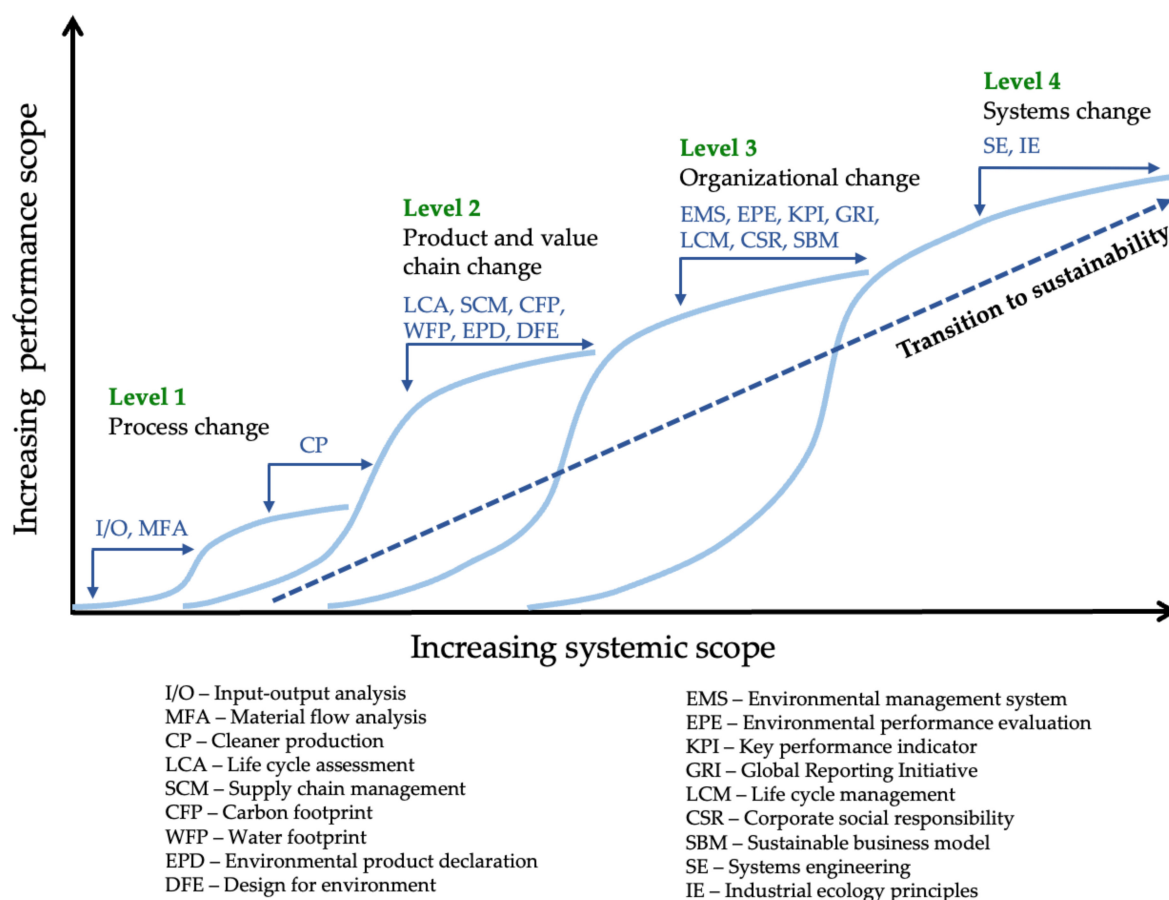 Increasing performance scope
Level 1
Process change
I/O, MFA
CP
Level 2
Product and value
chain change
LCA, SCM, CFP,
WFP, EPD, DFE
Level 3
Organizational change
EMS, EPE, KPI, GRI,
LCM, CSR, SBM
Level 4
Systems change
SE, IE
Transition to sustainability
Increasing systemic scope
I/O – Input-output analysis
MFA – Material flow analysis
CP – Cleaner production
LCA – Life cycle assessment
SCM – Supply chain management
CFP – Carbon footprint
WFP – Water footprint
EPD – Environmental product declaration
DFE – Design for environment
EMS – Environmental management system
EPE – Environmental performance evaluation
KPI – Key performance indicator
GRI – Global Reporting Initiative
LCM – Life cycle management
CSR – Corporate social responsibility
SBM – Sustainable business model
SE – Systems engineering
IE – Industrial ecology principles